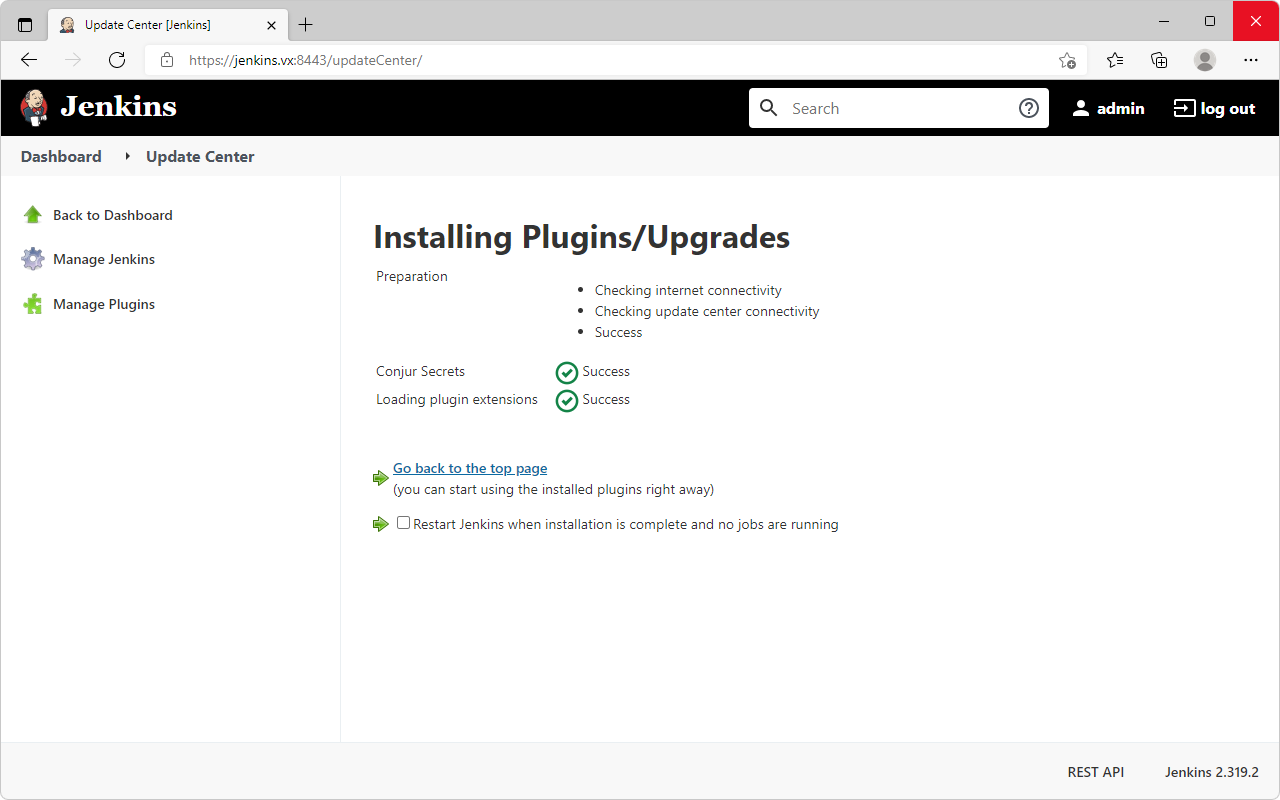 Update Center [Jenkins]
https://jenkins.vx:8443/updateCenter/
Jenkins
Search
admin
log out
Dashboard
Update Center
Back to Dashboard
Manage Jenkins
Manage Plugins
Installing Plugins/Upgrades
Preparation
Checking internet connectivity
Checking update center connectivity
Success
Conjur Secrets Success
Loading plugin extensions Success
Go back to the top page
(you can start using the installed plugins right away)
Restart Jenkins when installation is complete and no jobs are running
REST API
Jenkins 2.319.2